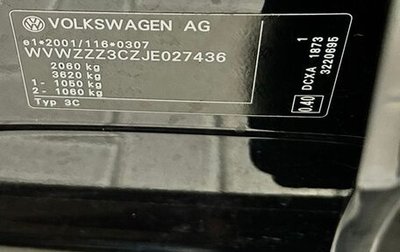 VOLKSWAGEN AG
e1*2001/116*0307
WVWZZZ3CZJE027436
2060 kg
3820 kg
1 - 1050 kg
2 - 1060 kg
Typ 3C
0.40 DCXA 1873 1
3220695